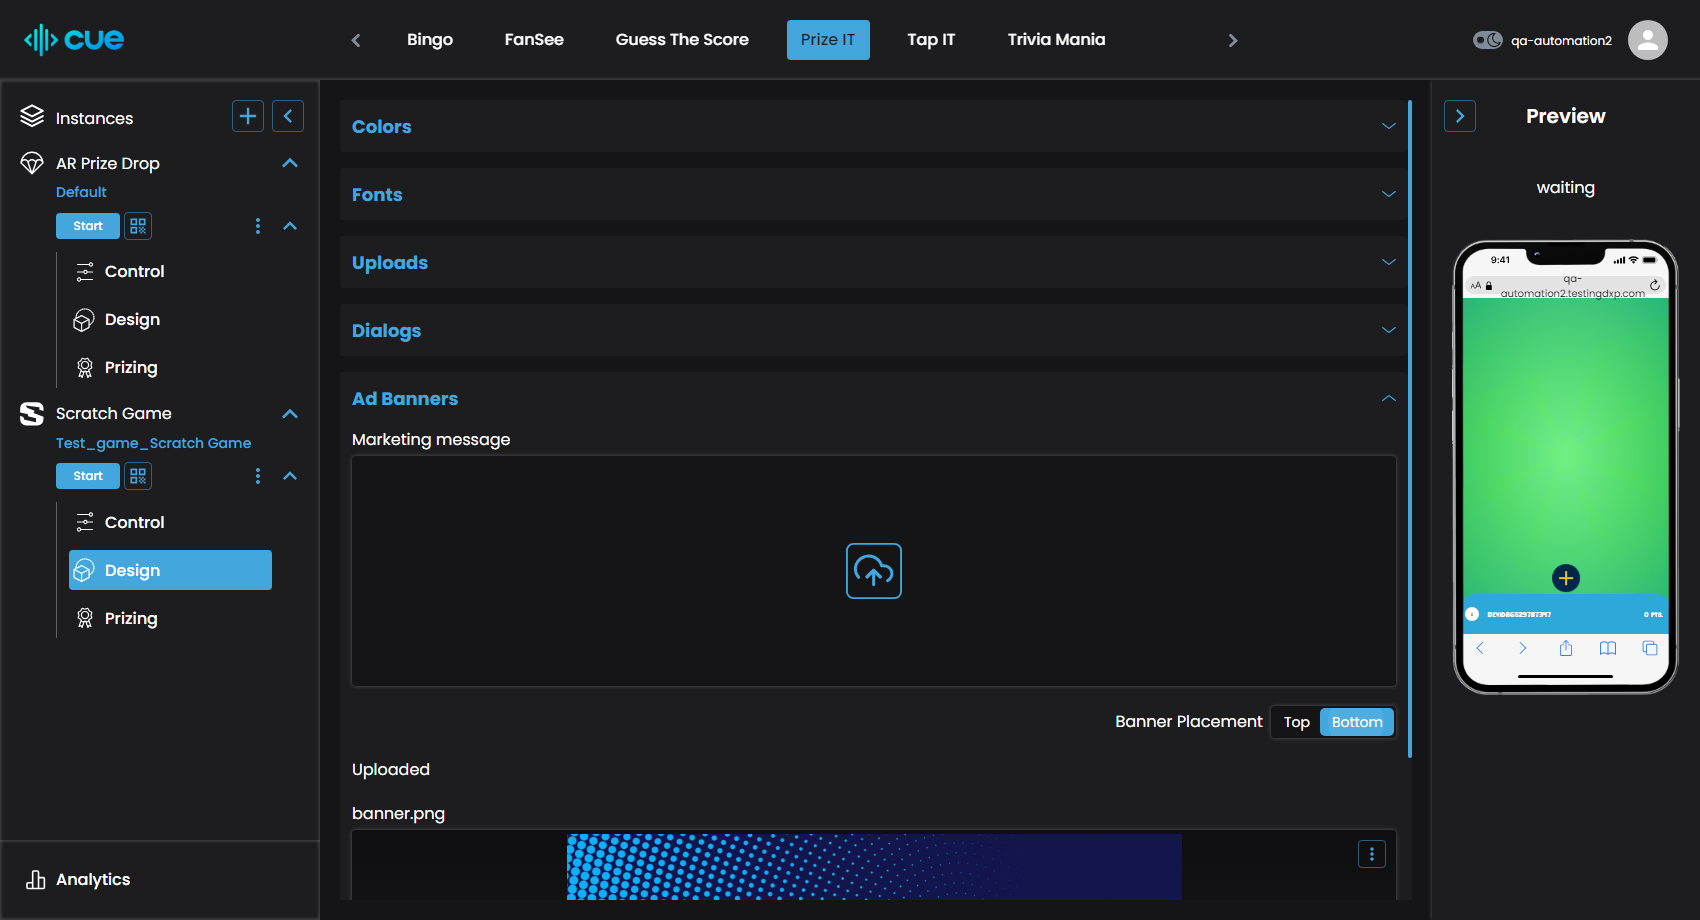 cue
Bingo
FanSee
Guess The Score
Prize IT
Tap IT
Trivia Mania
qa-automation2
Instances
AR Prize Drop
Default
Start
Control
Design
Prizing
Scratch Game
Test_game_Scratch Game
Start
Control
Design
Prizing
Analytics
Colors
Fonts
Uploads
Dialogs
Ad Banners
Marketing message
Banner Placement
Top
Bottom
Uploaded
banner.png
Preview
waiting
9:41
AA
qa-
automation2.testingdxp.com
0 PTS.